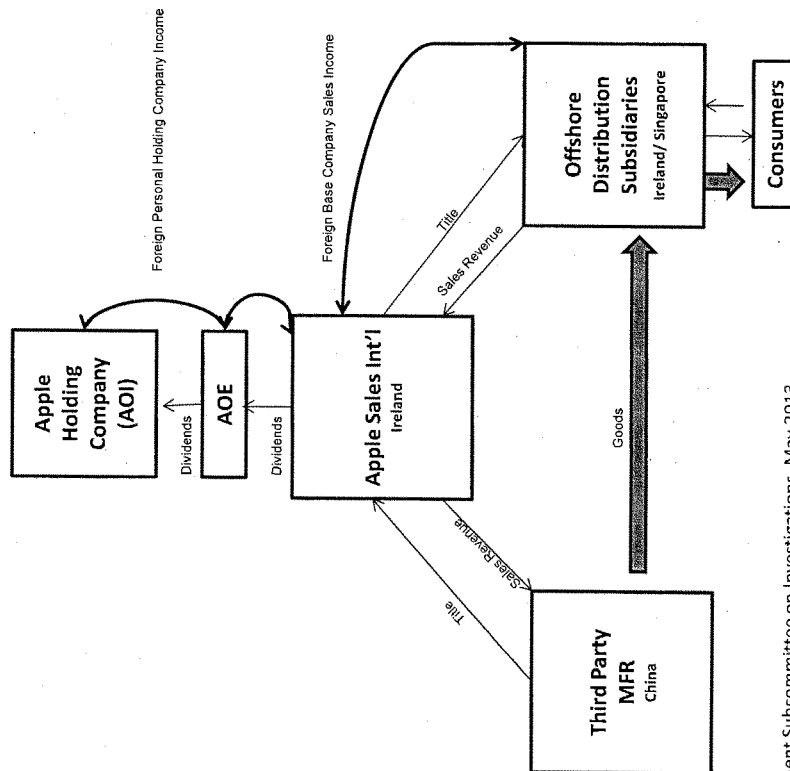 Foreign Personal Holding Company Income
Foreign Base Company Sales Income
Apple
Holding
Company
(AOI)
Dividends
AOE
Dividends
Apple Sales Int'l
Ireland
Title
Sales Revenue
Offshore
Distribution
Subsidiaries
Ireland/ Singapore
Consumers
Title
Sales Revenue
Goods
Third Party
MFR
China
ent Subcommittee on Investigations, May 2013